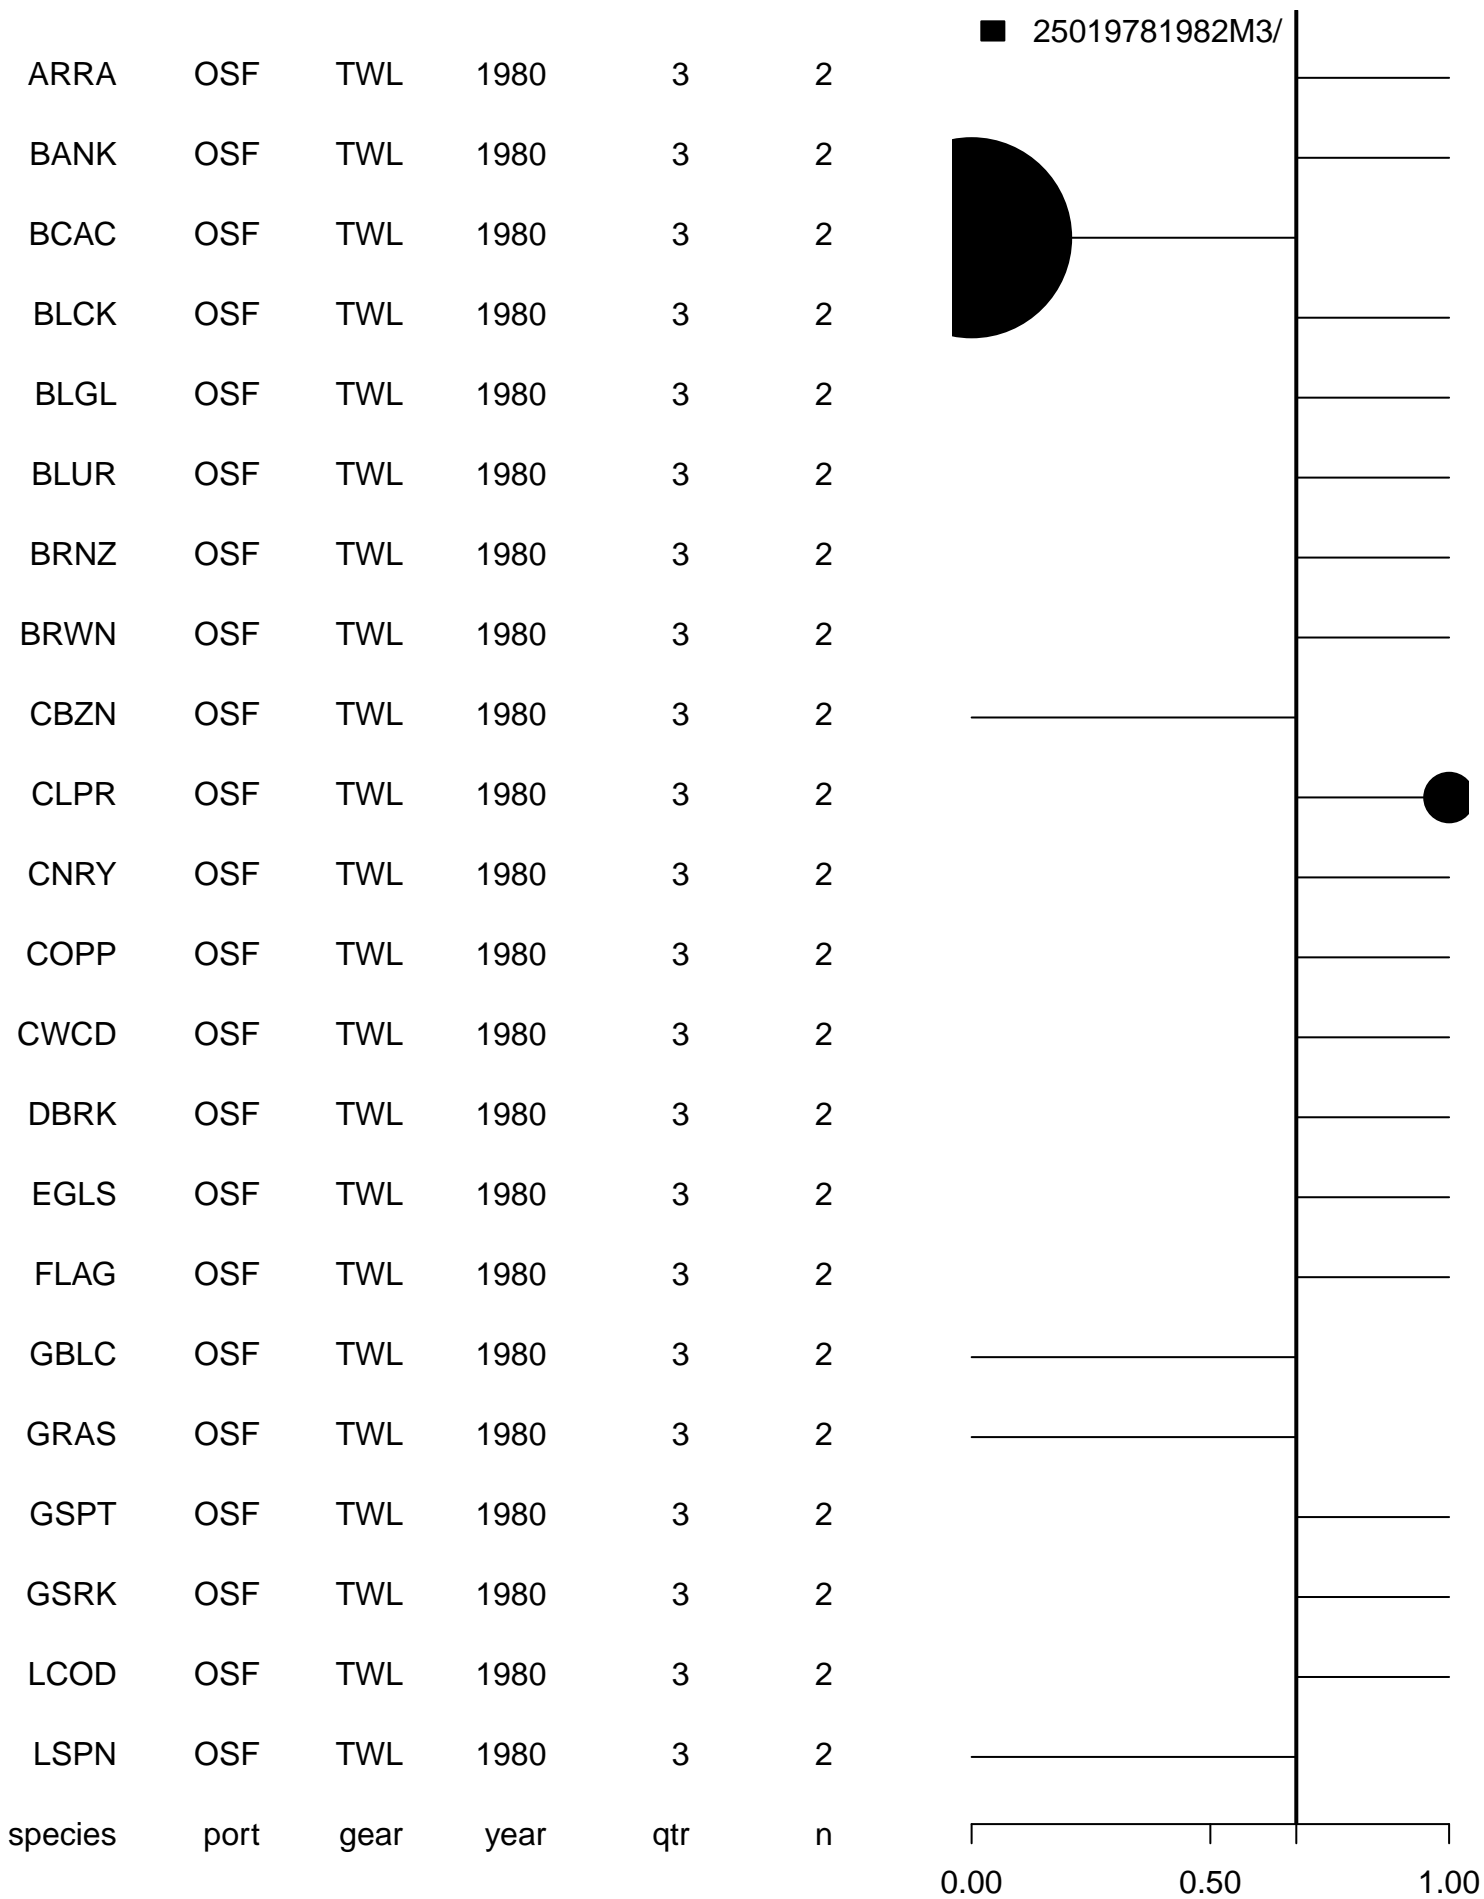 25019781982M3/
ARRA OSF TWL 1980 3 2
BANK OSF TWL 1980 3 2
BCAC OSF TWL 1980 3 2
BLCK OSF TWL 1980 3 2
BLGL OSF TWL 1980 3 2
BLUR OSF TWL 1980 3 2
BRNZ OSF TWL 1980 3 2
BRWN OSF TWL 1980 3 2
CBZN OSF TWL 1980 3 2
CLPR OSF TWL 1980 3 2
CNRY OSF TWL 1980 3 2
COPP OSF TWL 1980 3 2
CWCD OSF TWL 1980 3 2
DBRK OSF TWL 1980 3 2
EGLS OSF TWL 1980 3 2
FLAG OSF TWL 1980 3 2
GBLC OSF TWL 1980 3 2
GRAS OSF TWL 1980 3 2
GSPT OSF TWL 1980 3 2
GSRK OSF TWL 1980 3 2
LCOD OSF TWL 1980 3 2
LSPN OSF TWL 1980 3 2
species port gear year qtr n
0.00 0.50 1.00